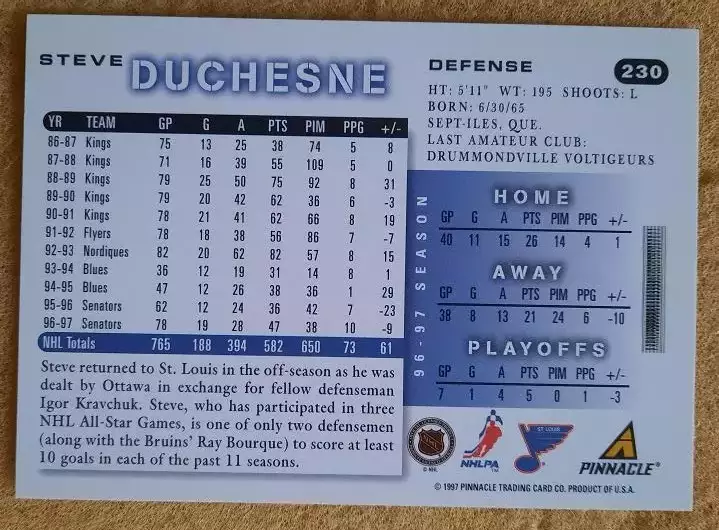 STEVE DUCHESNE
DEFENSE 230
HT: 5'11" WT: 195 SHOOTS: L
BORN: 6/30/65
SEPT-ILES, QUE.
LAST AMATEUR CLUB:
DRUMMONDVILLE VOLTIGEURS
YR TEAM GP G A PTS PIM PPG +/-
86-87 Kings 75 13 25 38 74 5 8
87-88 Kings 71 16 39 55 109 5 0
88-89 Kings 79 25 50 75 92 8 31
89-90 Kings 79 20 42 62 36 6 -3
90-91 Kings 78 21 41 62 66 8 19
91-92 Flyers 78 18 38 56 86 7 -7
92-93 Nordiques 82 20 62 82 57 8 15
93-94 Blues 36 12 19 31 14 8 1
94-95 Blues 47 12 26 38 36 1 29
95-96 Senators 62 12 24 36 42 7 -23
96-97 Senators 78 19 28 47 38 10 -9
NHL Totals 765 188 394 582 650 73 61
Steve returned to St. Louis in the off-season as he was
dealt by Ottawa in exchange for fellow defenseman
Igor Kravchuk. Steve, who has participated in three
NHL All-Star Games, is one of only two defensemen
(along with the Bruins' Ray Bourque) to score at least
10 goals in each of the past 11 seasons.
96-97 SEASON
HOME
GP G A PTS PIM PPG +/-
40 11 15 26 14 4 1
AWAY
GP G A PTS PIM PPG +/-
38 8 13 21 24 6 -10
PLAYOFFS
GP G A PTS PIM PPG +/-
7 1 4 5 0 1 -3
NHL
© NHL
NHLPA
ST. LOUIS
PINNACLE
© 1997 PINNACLE TRADING CARD CO. PRODUCT OF U.S.A.